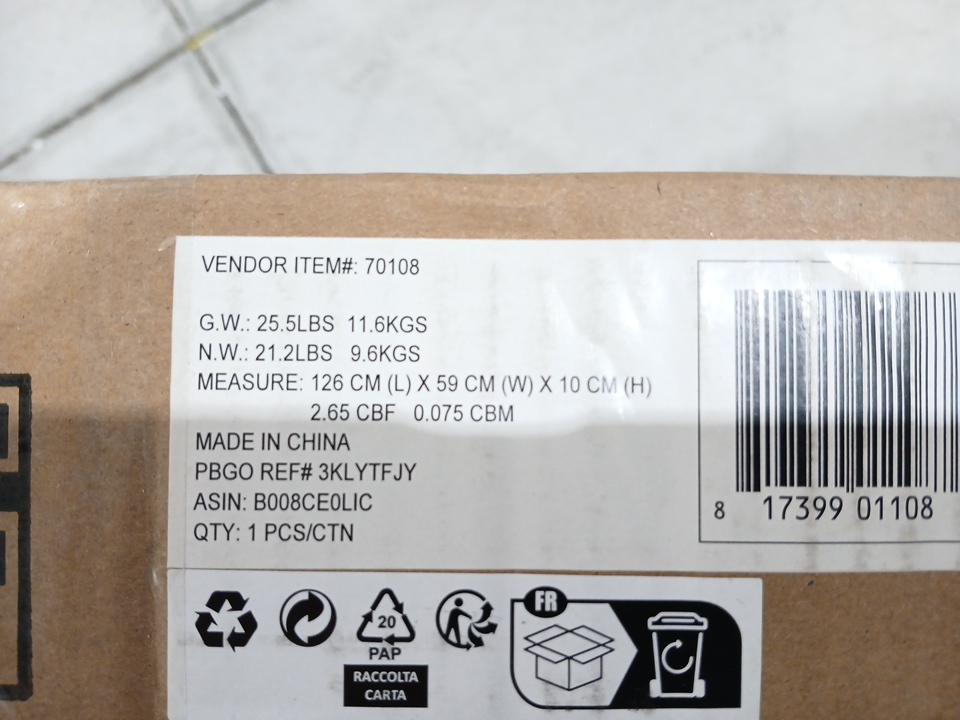 VENDOR ITEM#: 70108
G.W.: 25.5LBS 11.6KGS
N.W.: 21.2LBS 9.6KGS
MEASURE: 126 CM (L) X 59 CM (W) X 10 CM (H)
2.65 CBF 0.075 CBM
MADE IN CHINA
PBGO REF# 3KLYTFJY
ASIN: B008CE0LIC
QTY: 1 PCS/CTN
8 17399 01108
FR
20
PAP
RACCOLTA
CARTA